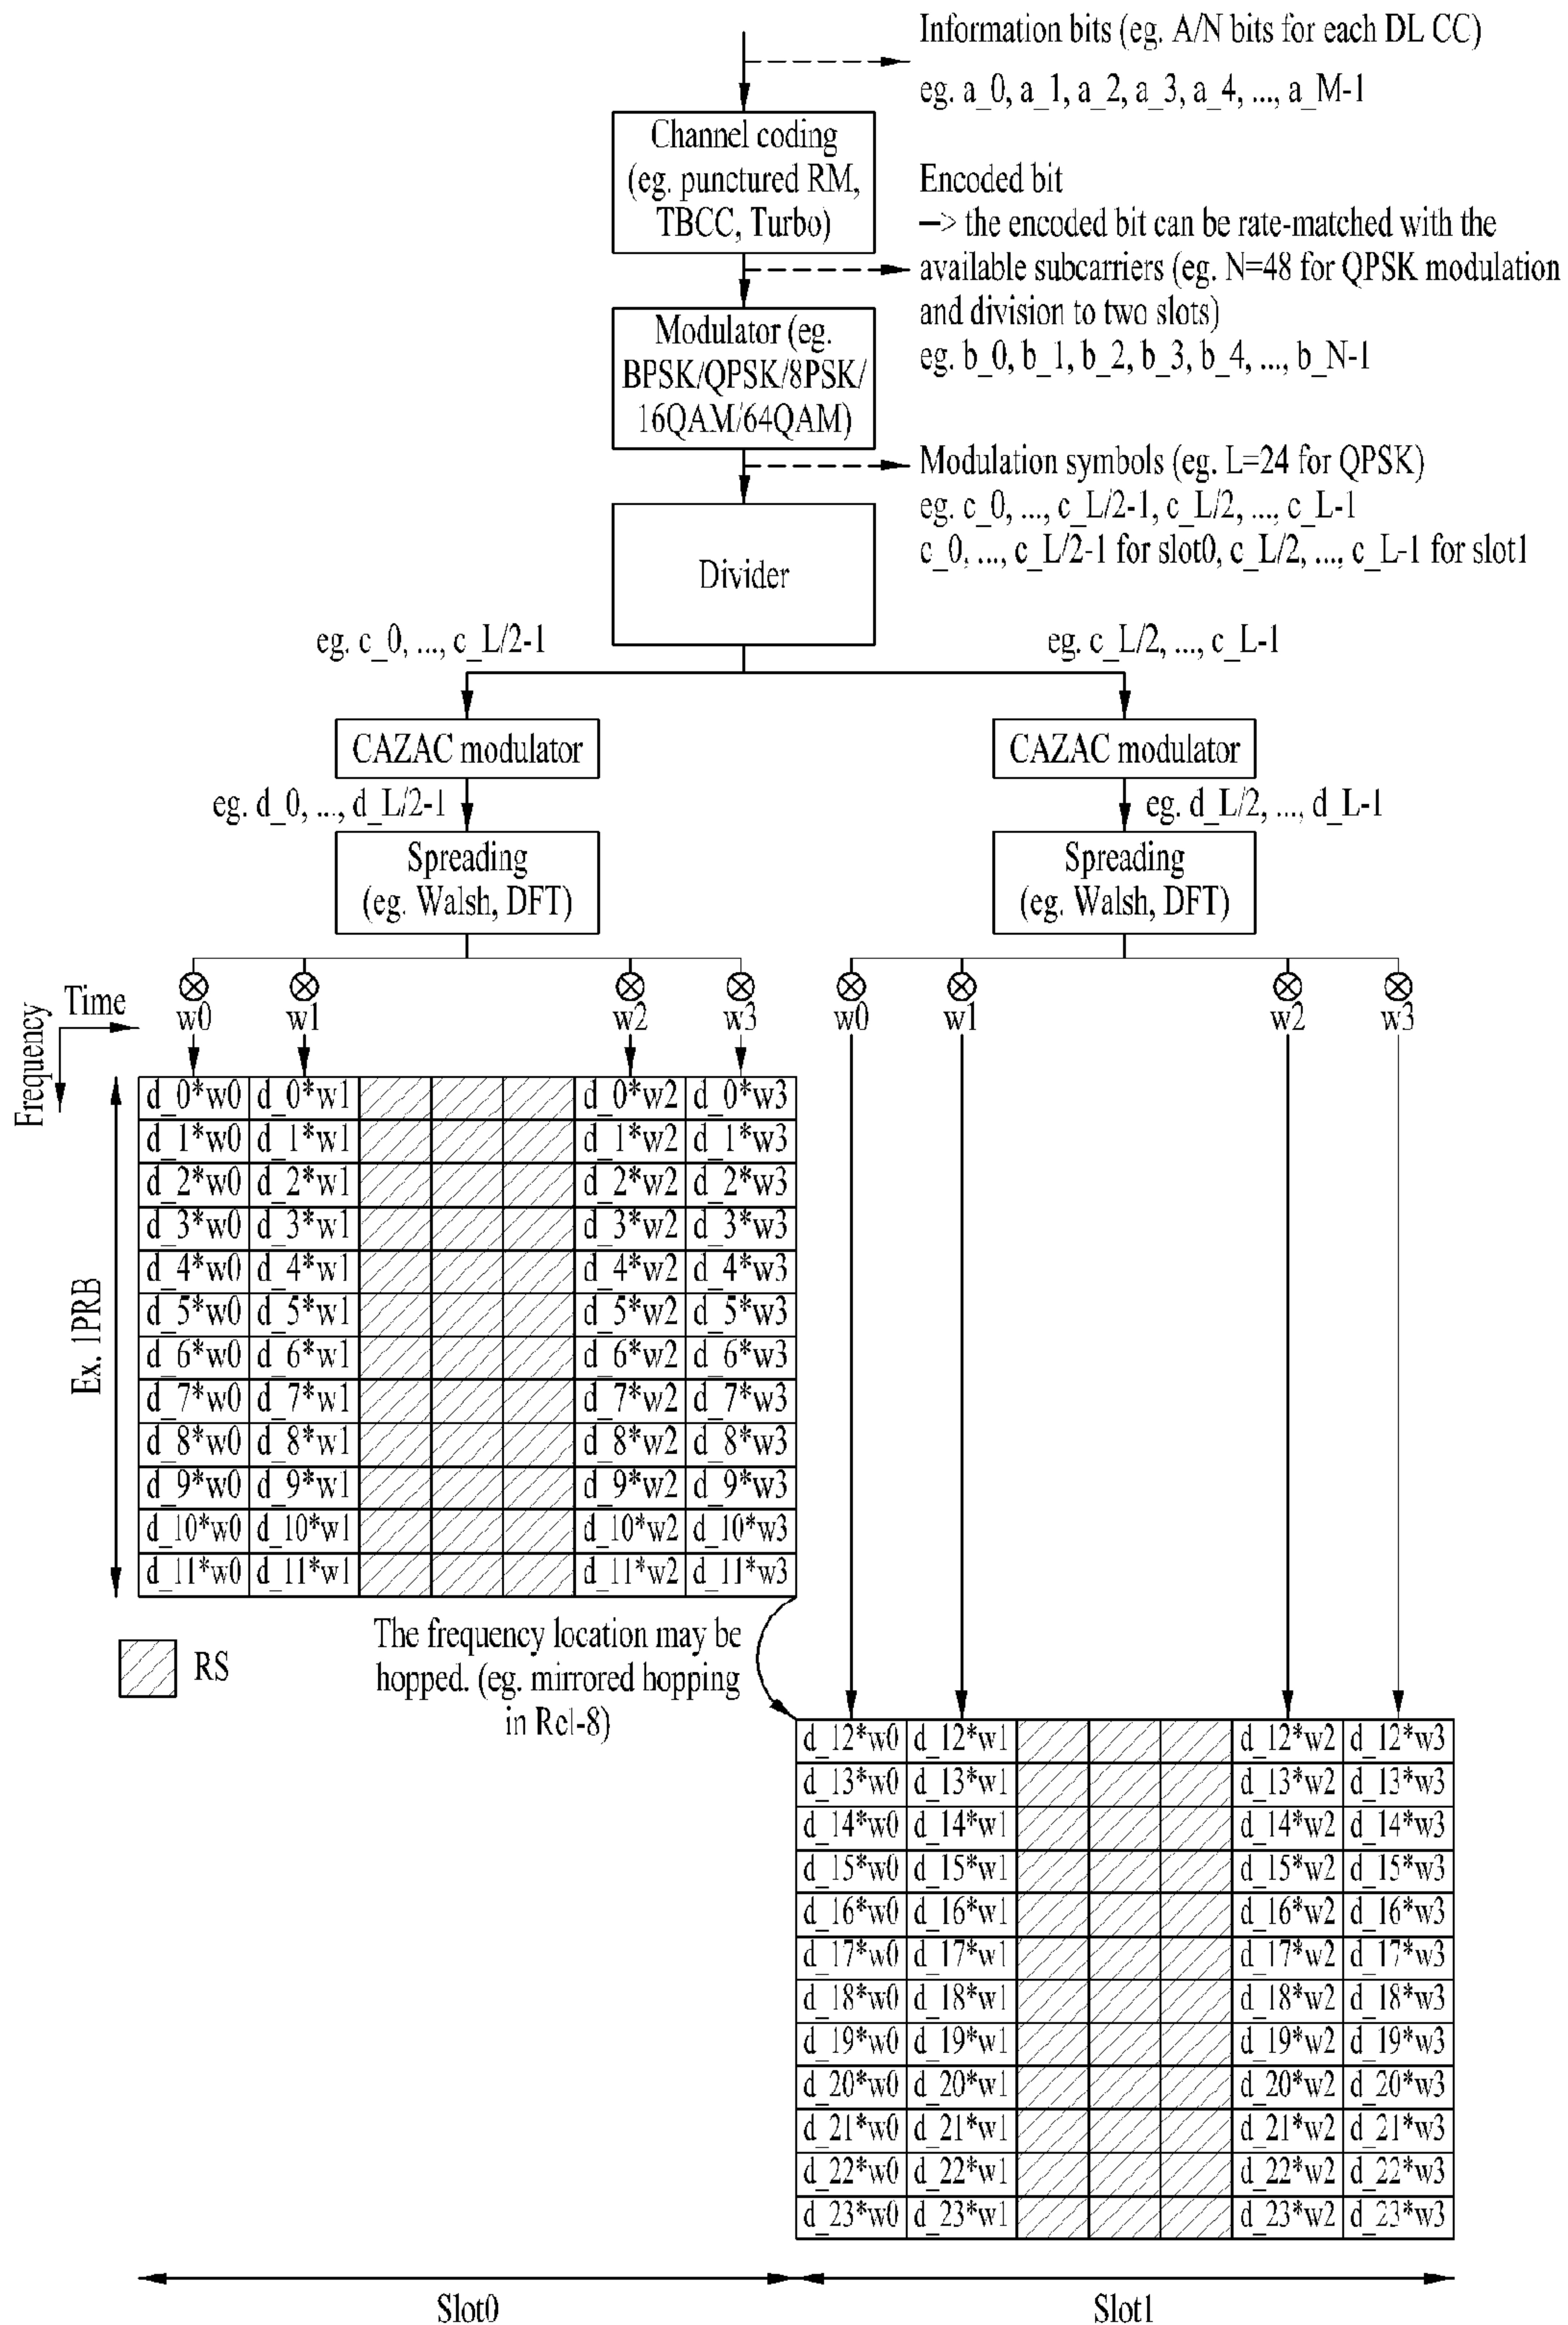 Information bits (eg. A/N bits for each DL CC)
eg. a_0, a_1, a_2, a_3, a_4, ..., a_M-1
Channel coding
(eg. punctured RM,
TBCC, Turbo)
Encoded bit
—> the encoded bit can be rate-matched with the
available subcarriers (eg. N=48 for QPSK modulation
and division to two slots)
eg. b_0, b_1, b_2, b_3, b_4, ..., b_N-1
Modulator (eg.
BPSK/QPSK/8PSK/
16QAM/64QAM)
Modulation symbols (eg. L=24 for QPSK)
eg. c_0, ..., c_L/2-1, c_L/2, ..., c_L-1
c_0, ..., c_L/2-1 for slot0, c_L/2, ..., c_L-1 for slot1
Divider
eg. c_0, ..., c_L/2-1
eg. c_L/2, ..., c_L-1
CAZAC modulator
CAZAC modulator
eg. d_0, ..., d_L/2-1
eg. d_L/2, ..., d_L-1
Spreading
(eg. Walsh, DFT)
Spreading
(eg. Walsh, DFT)
Time
Frequency
w0 w1 w2 w3 w0 w1 w2 w3
Ex. 1PRB
d_0*w0 d_0*w1 d_0*w2 d_0*w3
d_1*w0 d_1*w1 d_1*w2 d_1*w3
d_2*w0 d_2*w1 d_2*w2 d_2*w3
d_3*w0 d_3*w1 d_3*w2 d_3*w3
d_4*w0 d_4*w1 d_4*w2 d_4*w3
d_5*w0 d_5*w1 d_5*w2 d_5*w3
d_6*w0 d_6*w1 d_6*w2 d_6*w3
d_7*w0 d_7*w1 d_7*w2 d_7*w3
d_8*w0 d_8*w1 d_8*w2 d_8*w3
d_9*w0 d_9*w1 d_9*w2 d_9*w3
d_10*w0 d_10*w1 d_10*w2 d_10*w3
d_11*w0 d_11*w1 d_11*w2 d_11*w3
RS
The frequency location may be
hopped. (eg. mirrored hopping
in Rel-8)
d_12*w0 d_12*w1 d_12*w2 d_12*w3
d_13*w0 d_13*w1 d_13*w2 d_13*w3
d_14*w0 d_14*w1 d_14*w2 d_14*w3
d_15*w0 d_15*w1 d_15*w2 d_15*w3
d_16*w0 d_16*w1 d_16*w2 d_16*w3
d_17*w0 d_17*w1 d_17*w2 d_17*w3
d_18*w0 d_18*w1 d_18*w2 d_18*w3
d_19*w0 d_19*w1 d_19*w2 d_19*w3
d_20*w0 d_20*w1 d_20*w2 d_20*w3
d_21*w0 d_21*w1 d_21*w2 d_21*w3
d_22*w0 d_22*w1 d_22*w2 d_22*w3
d_23*w0 d_23*w1 d_23*w2 d_23*w3
Slot0
Slot1